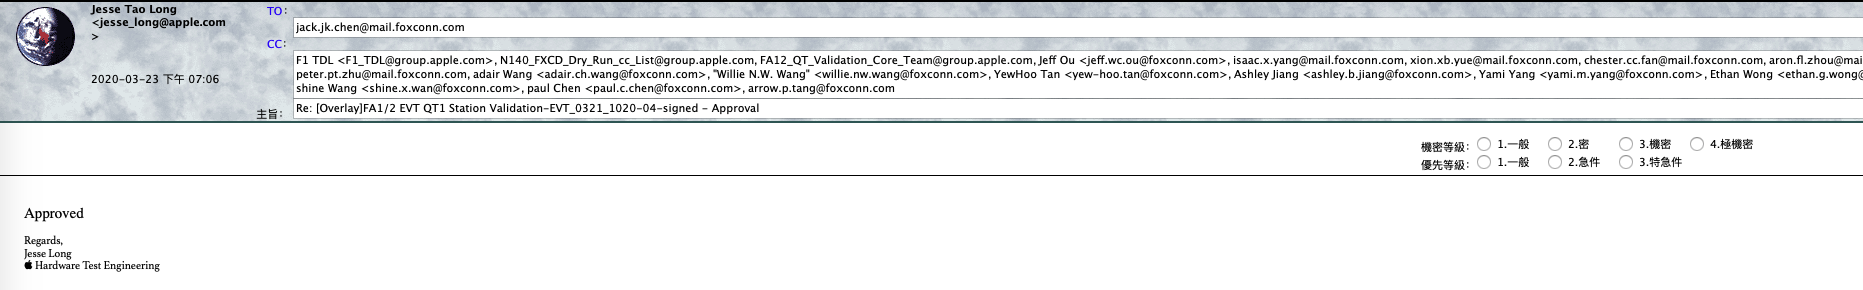 Jesse Tao Long
<jesse_long@apple.com
>
2020-03-23 下午 07:06
TO:
jack.jk.chen@mail.foxconn.com
CC:
F1 TDL <F1_TDL@group.apple.com>, N140_FXCD_Dry_Run_cc_List@group.apple.com, FA12_QT_Validation_Core_Team@group.apple.com, Jeff Ou <jeff.wc.ou@foxconn.com>, isaac.x.yang@mail.foxconn.com, xion.xb.yue@mail.foxconn.com, chester.cc.fan@mail.foxconn.com, aron.fl.zhou@mai
peter.pt.zhu@mail.foxconn.com, adair Wang <adair.ch.wang@foxconn.com>, "Willie N.W. Wang" <willie.nw.wang@foxconn.com>, YewHoo Tan <yew-hoo.tan@foxconn.com>, Ashley Jiang <ashley.b.jiang@foxconn.com>, Yami Yang <yami.m.yang@foxconn.com>, Ethan Wong <ethan.g.wong@
shine Wang <shine.x.wan@foxconn.com>, paul Chen <paul.c.chen@foxconn.com>, arrow.p.tang@foxconn.com
主旨: Re: [Overlay]FA1/2 EVT QT1 Station Validation-EVT_0321_1020-04-signed - Approval
機密等級: 1.一般 2.密 3.機密 4.極機密
優先等級: 1.一般 2.急件 3.特急件
Approved
Regards,
Jesse Long
Hardware Test Engineering